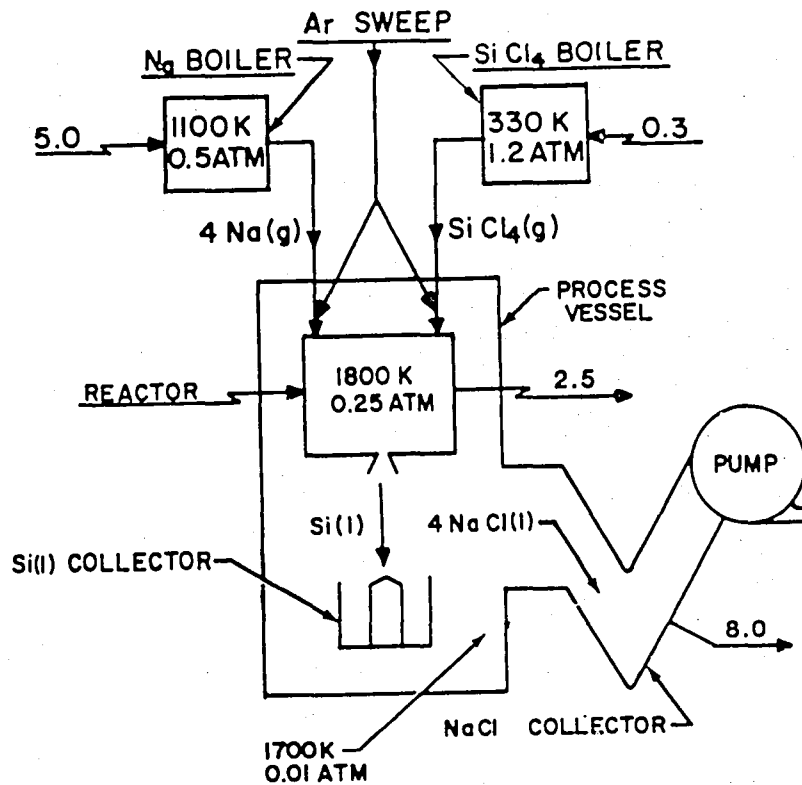 Ar SWEEP
Na BOILER
SiCl4 BOILER
5.0
1100 K
0.5 ATM
330 K
1.2 ATM
0.3
4 Na(g)
SiCl4(g)
PROCESS
VESSEL
REACTOR
1800 K
0.25 ATM
2.5
PUMP
Si(l)
4 NaCl(l)
Si(l) COLLECTOR
8.0
NaCl COLLECTOR
1700K
0.01 ATM